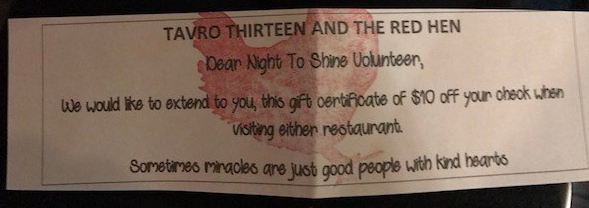 TAVRO THIRTEEN AND THE RED HEN
Dear Night To Shine Volunteer,
We would like to extend to you, this gift certificate of $10 off your check when
visiting either restaurant.
Sometimes miracles are just good people with kind hearts